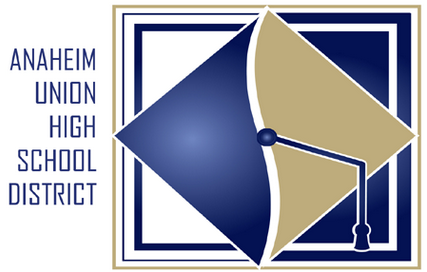 ANAHEIM
UNION
HIGH
SCHOOL
DISTRICT